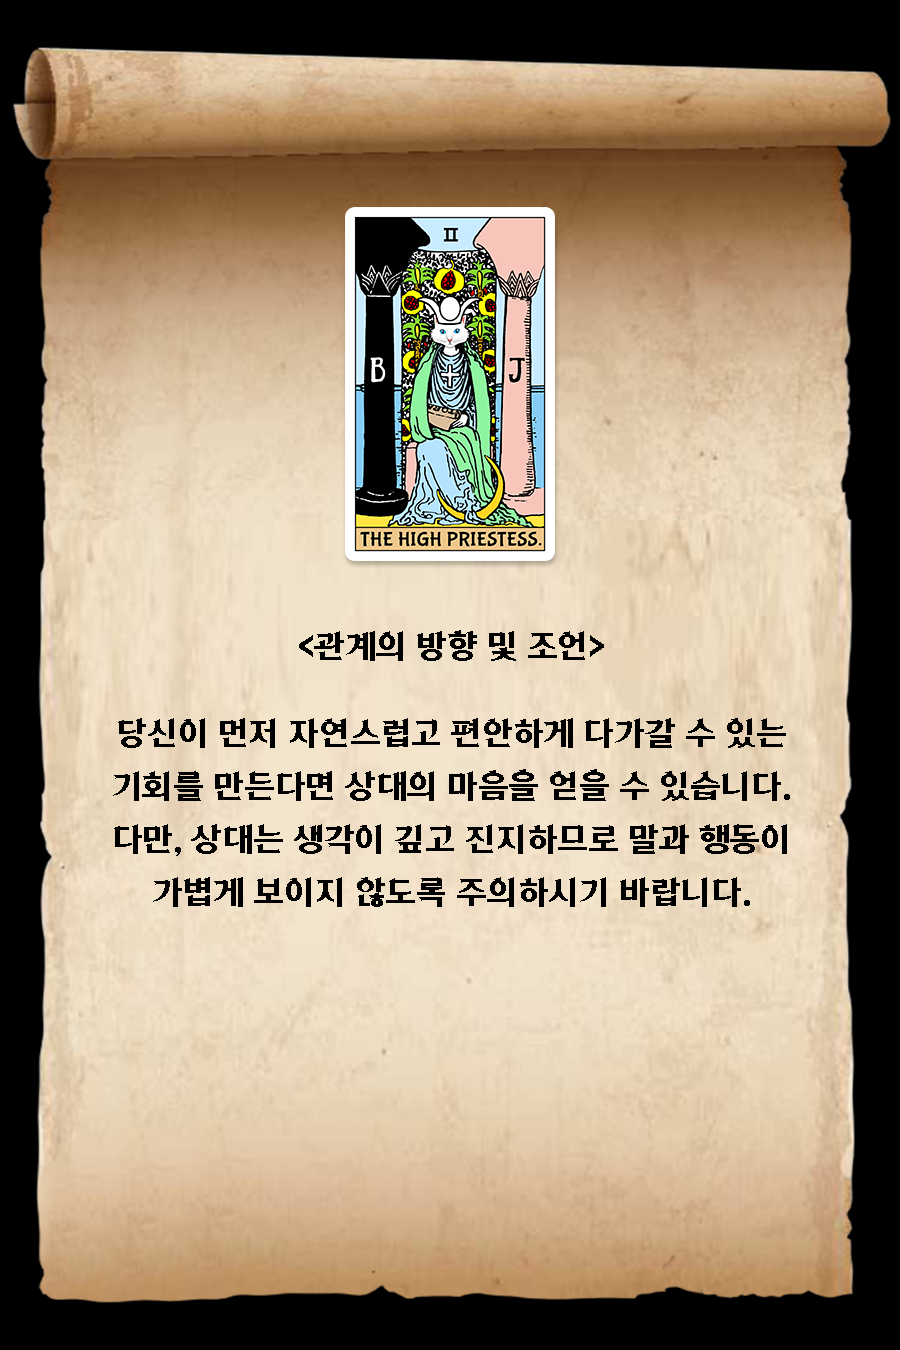 II
B
J
THE HIGH PRIESTESS.
<관계의 방향 및 조언>
당신이 먼저 자연스럽고 편안하게 다가갈 수 있는
기회를 만든다면 상대의 마음을 얻을 수 있습니다.
다만, 상대는 생각이 깊고 진지하므로 말과 행동이
가볍게 보이지 않도록 주의하시기 바랍니다.